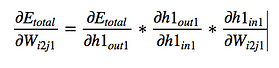 ∂E_total/∂W_i2j1 = ∂E_total/∂h1_out1 * ∂h1_out1/∂h1_in1 * ∂h1_in1/∂W_i2j1